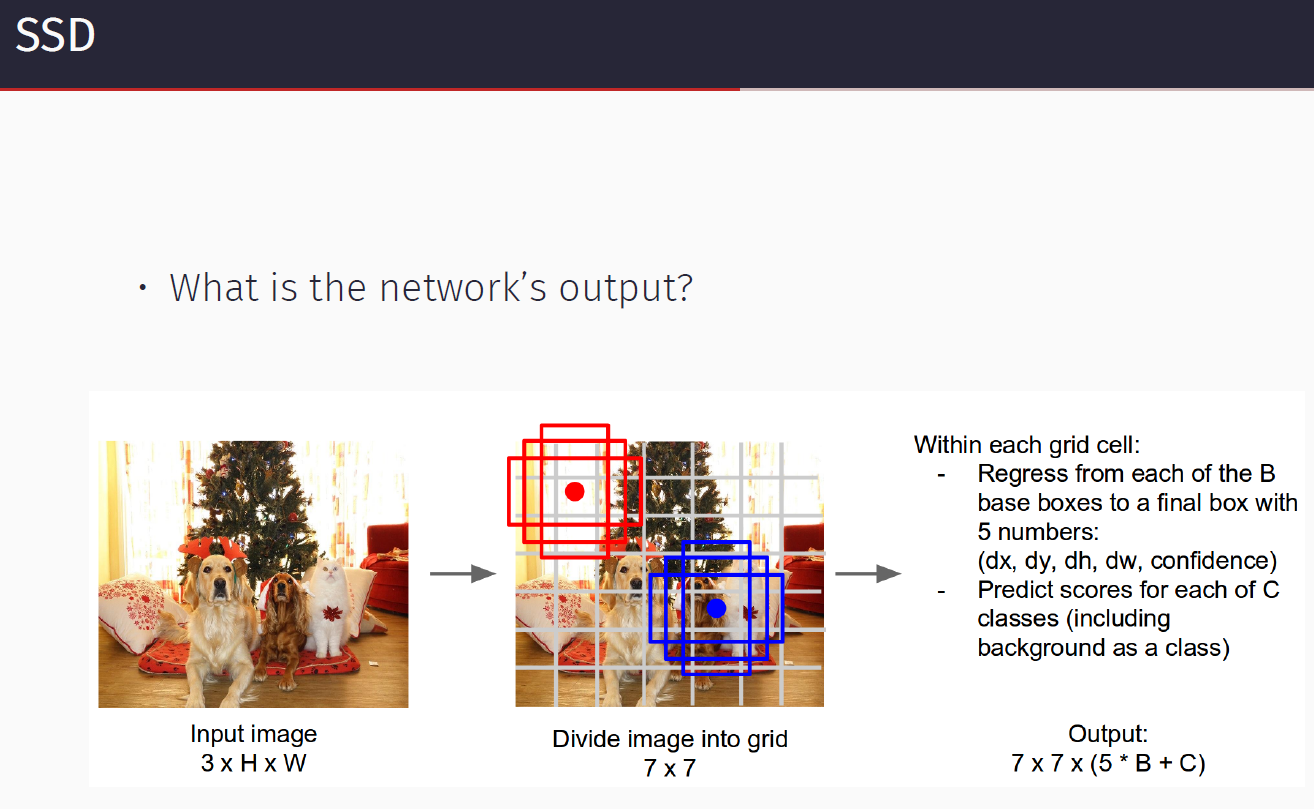 SSD
• What is the network’s output?
Input image
3 x H x W
Divide image into grid
7 x 7
Within each grid cell:
- Regress from each of the B
base boxes to a final box with
5 numbers:
(dx, dy, dh, dw, confidence)
- Predict scores for each of C
classes (including
background as a class)
Output:
7 x 7 x (5 * B + C)